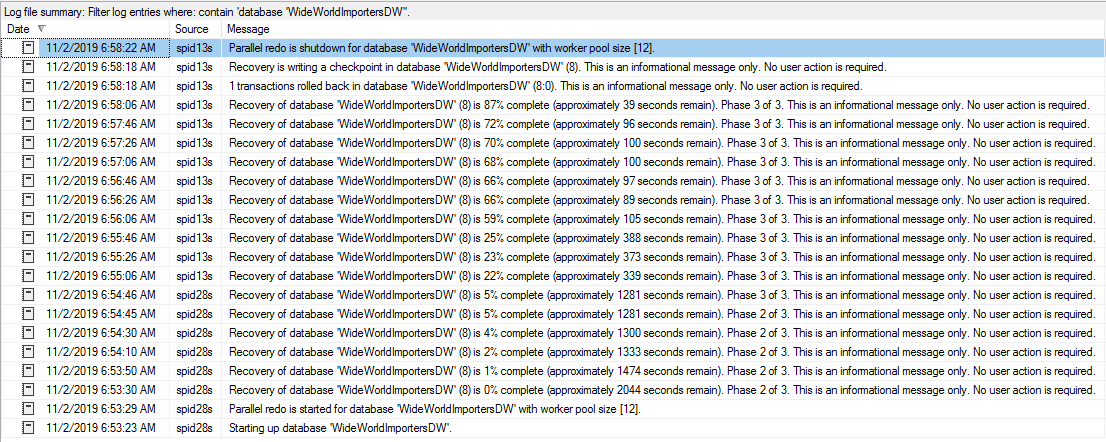 Log file summary: Filter log entries where: contain 'database 'WideWorldImportersDW''.
Date Source Message
11/2/2019 6:58:22 AM spid13s Parallel redo is shutdown for database 'WideWorldImportersDW' with worker pool size [12].
11/2/2019 6:58:18 AM spid13s Recovery is writing a checkpoint in database 'WideWorldImportersDW' (8). This is an informational message only. No user action is required.
11/2/2019 6:58:18 AM spid13s 1 transactions rolled back in database 'WideWorldImportersDW' (8:0). This is an informational message only. No user action is required.
11/2/2019 6:58:06 AM spid13s Recovery of database 'WideWorldImportersDW' (8) is 87% complete (approximately 39 seconds remain). Phase 3 of 3. This is an informational message only. No user action is required.
11/2/2019 6:57:46 AM spid13s Recovery of database 'WideWorldImportersDW' (8) is 72% complete (approximately 96 seconds remain). Phase 3 of 3. This is an informational message only. No user action is required.
11/2/2019 6:57:26 AM spid13s Recovery of database 'WideWorldImportersDW' (8) is 70% complete (approximately 100 seconds remain). Phase 3 of 3. This is an informational message only. No user action is required.
11/2/2019 6:57:06 AM spid13s Recovery of database 'WideWorldImportersDW' (8) is 68% complete (approximately 100 seconds remain). Phase 3 of 3. This is an informational message only. No user action is required.
11/2/2019 6:56:46 AM spid13s Recovery of database 'WideWorldImportersDW' (8) is 66% complete (approximately 97 seconds remain). Phase 3 of 3. This is an informational message only. No user action is required.
11/2/2019 6:56:26 AM spid13s Recovery of database 'WideWorldImportersDW' (8) is 66% complete (approximately 89 seconds remain). Phase 3 of 3. This is an informational message only. No user action is required.
11/2/2019 6:56:06 AM spid13s Recovery of database 'WideWorldImportersDW' (8) is 59% complete (approximately 105 seconds remain). Phase 3 of 3. This is an informational message only. No user action is required.
11/2/2019 6:55:46 AM spid13s Recovery of database 'WideWorldImportersDW' (8) is 25% complete (approximately 388 seconds remain). Phase 3 of 3. This is an informational message only. No user action is required.
11/2/2019 6:55:26 AM spid13s Recovery of database 'WideWorldImportersDW' (8) is 23% complete (approximately 373 seconds remain). Phase 3 of 3. This is an informational message only. No user action is required.
11/2/2019 6:55:06 AM spid13s Recovery of database 'WideWorldImportersDW' (8) is 22% complete (approximately 339 seconds remain). Phase 3 of 3. This is an informational message only. No user action is required.
11/2/2019 6:54:46 AM spid28s Recovery of database 'WideWorldImportersDW' (8) is 5% complete (approximately 1281 seconds remain). Phase 3 of 3. This is an informational message only. No user action is required.
11/2/2019 6:54:45 AM spid28s Recovery of database 'WideWorldImportersDW' (8) is 5% complete (approximately 1281 seconds remain). Phase 2 of 3. This is an informational message only. No user action is required.
11/2/2019 6:54:30 AM spid28s Recovery of database 'WideWorldImportersDW' (8) is 4% complete (approximately 1300 seconds remain). Phase 2 of 3. This is an informational message only. No user action is required.
11/2/2019 6:54:10 AM spid28s Recovery of database 'WideWorldImportersDW' (8) is 2% complete (approximately 1333 seconds remain). Phase 2 of 3. This is an informational message only. No user action is required.
11/2/2019 6:53:50 AM spid28s Recovery of database 'WideWorldImportersDW' (8) is 1% complete (approximately 1474 seconds remain). Phase 2 of 3. This is an informational message only. No user action is required.
11/2/2019 6:53:30 AM spid28s Recovery of database 'WideWorldImportersDW' (8) is 0% complete (approximately 2044 seconds remain). Phase 2 of 3. This is an informational message only. No user action is required.
11/2/2019 6:53:29 AM spid28s Parallel redo is started for database 'WideWorldImportersDW' with worker pool size [12].
11/2/2019 6:53:23 AM spid28s Starting up database 'WideWorldImportersDW'.